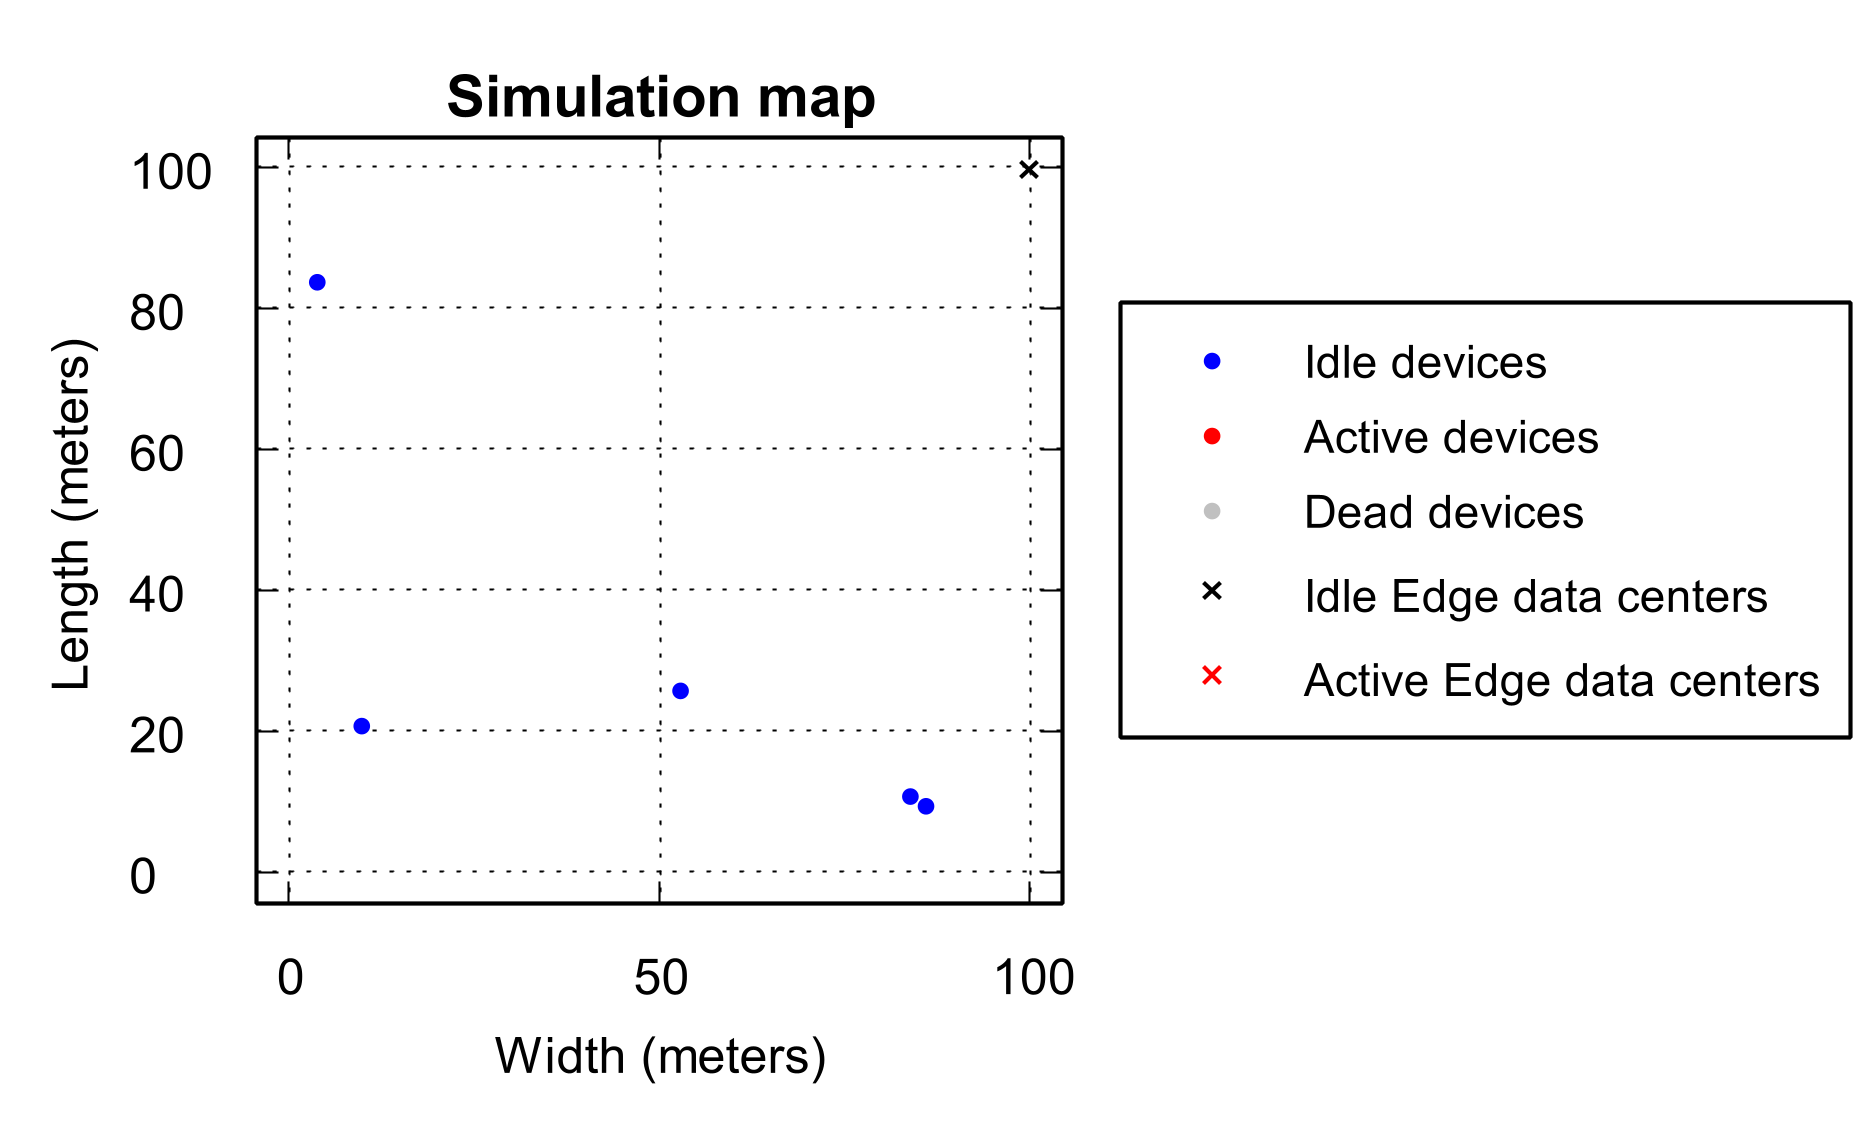 Simulation map
100
80
60
40
20
0
Length (meters)
0 50 100
Width (meters)
Idle devices
Active devices
Dead devices
Idle Edge data centers
Active Edge data centers